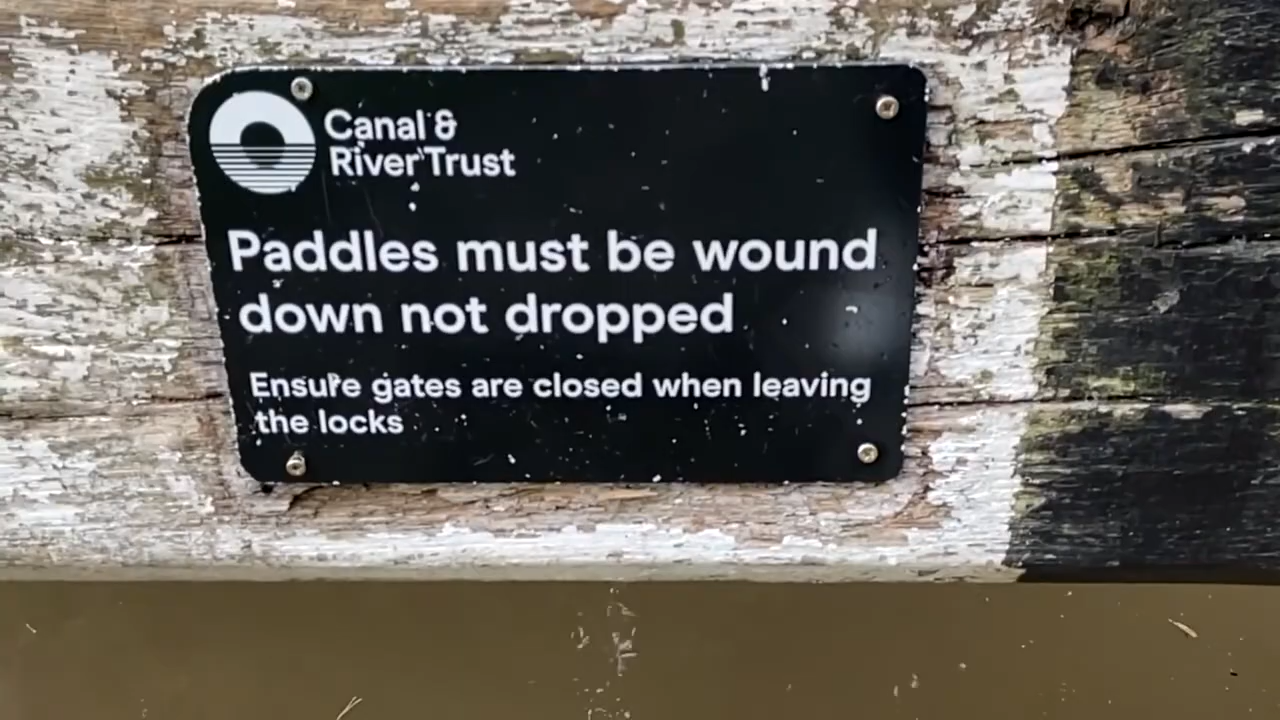 Canal &
River Trust
Paddles must be wound
down not dropped
Ensure gates are closed when leaving
the locks